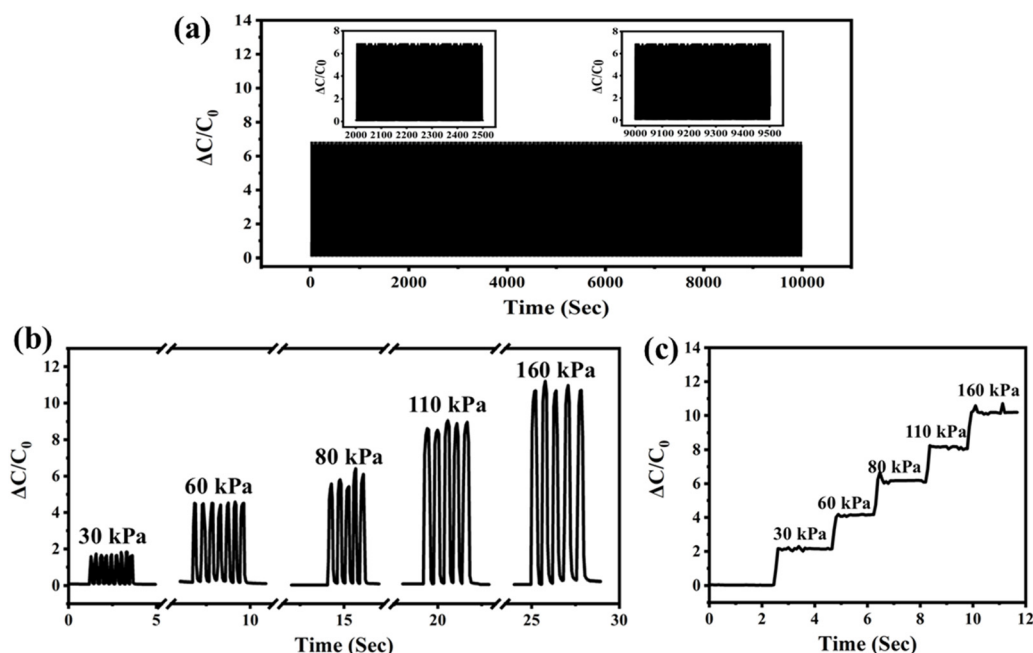 (a)
14
12
10
8
6
4
2
0
ΔC/C0
0 2000 4000 6000 8000 10000
Time (Sec)
8
6
4
2
0
ΔC/C0
2000 2100 2200 2300 2400 2500
8
6
4
2
0
ΔC/C0
9000 9100 9200 9300 9400 9500
(b)
12
10
8
6
4
2
0
ΔC/C0
30 kPa
60 kPa
80 kPa
110 kPa
160 kPa
0 5 10 15 20 25 30
Time (Sec)
(c)
14
12
10
8
6
4
2
0
ΔC/C0
30 kPa
60 kPa
80 kPa
110 kPa
160 kPa
0 2 4 6 8 10 12
Time (Sec)